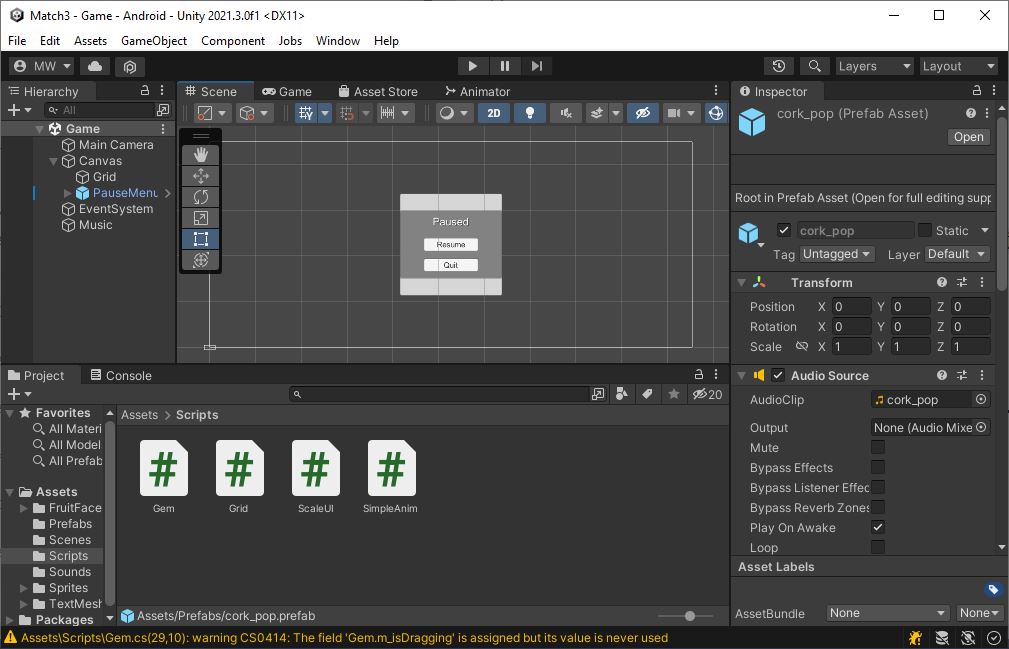 Match3 - Game - Android - Unity 2021.3.0f1 <DX11>
File Edit Assets GameObject Component Jobs Window Help
MW Layers Layout
Hierarchy
All
Game
Main Camera
Canvas
Grid
PauseMenu
EventSystem
Music
Scene Game Asset Store Animator
2D
Paused
Resume
Quit
Inspector
cork_pop (Prefab Asset)
Open
Root in Prefab Asset (Open for full editing supp
cork_pop Static
Tag Untagged Layer Default
Transform
Position X 0 Y 0 Z 0
Rotation X 0 Y 0 Z 0
Scale X 1 Y 1 Z 1
Audio Source
AudioClip cork_pop
Output None (Audio Mixe
Mute
Bypass Effects
Bypass Listener Effec
Bypass Reverb Zones
Play On Awake
Loop
Asset Labels
AssetBundle None None
Project Console
20
Favorites
All Materi
All Model
All Prefab
Assets
FruitFace
Prefabs
Scenes
Scripts
Sounds
Sprites
TextMesh
Packages
Assets > Scripts
# # # #
Gem Grid ScaleUI SimpleAnim
Assets/Prefabs/cork_pop.prefab
Assets\Scripts\Gem.cs(29,10): warning CS0414: The field 'Gem.m_isDragging' is assigned but its value is never used